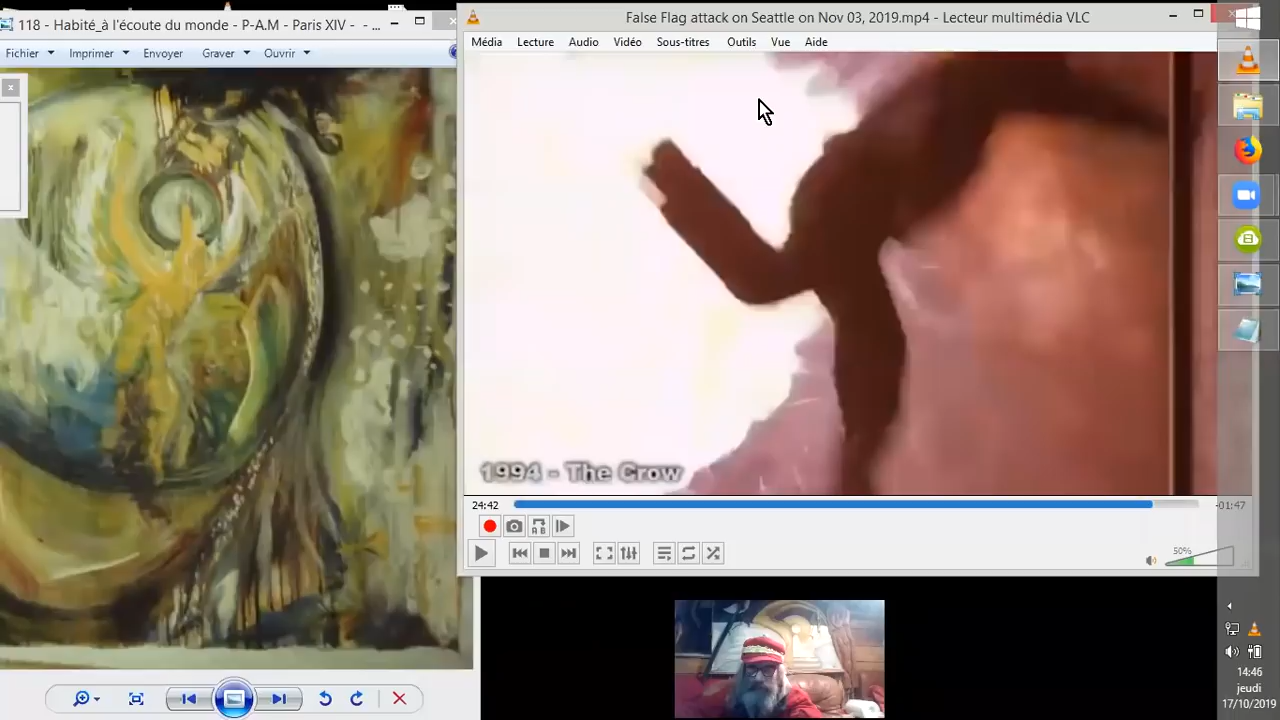 118 - Habité_à l'écoute du monde - P-A-M - Paris XIV - - ...
Fichier Imprimer Envoyer Graver Ouvrir
False Flag attack on Seattle on Nov 03, 2019.mp4 - Lecteur multimédia VLC
Média Lecture Audio Vidéo Sous-titres Outils Vue Aide
1994 - The Crow
24:42
-01:47
50%
14:46
jeudi
17/10/2019